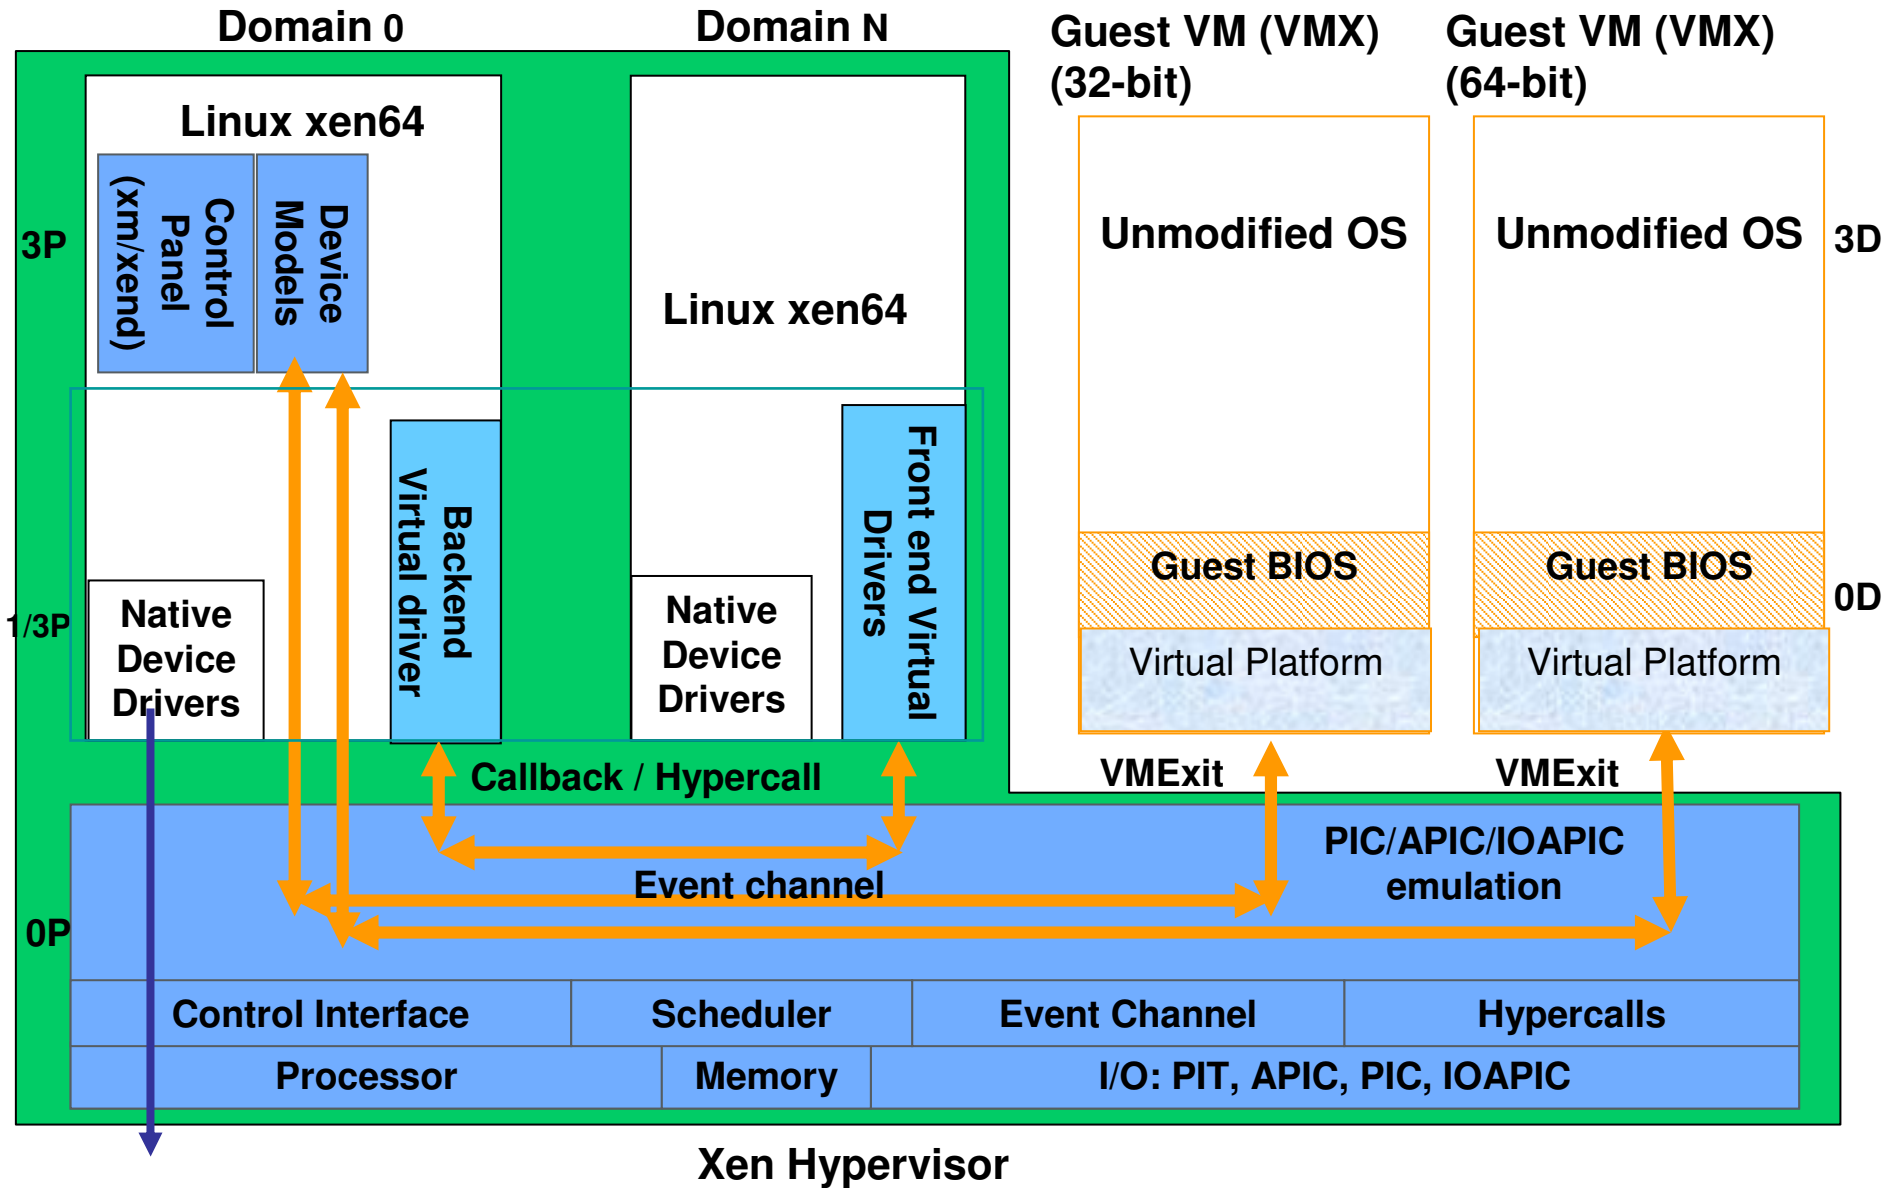 Domain 0
Domain N
Guest VM (VMX)
(32-bit)
Guest VM (VMX)
(64-bit)
Linux xen64
Control
Panel
(xm/xend)
Device
Models
3P
Linux xen64
Unmodified OS
Unmodified OS
3D
Backend
Virtual driver
Front end Virtual
Drivers
Guest BIOS
Guest BIOS
0D
1/3P
Native
Device
Drivers
Native
Device
Drivers
Virtual Platform
Virtual Platform
Callback / Hypercall
VMExit
VMExit
PIC/APIC/IOAPIC
emulation
Event channel
0P
Control Interface
Scheduler
Event Channel
Hypercalls
Processor
Memory
I/O: PIT, APIC, PIC, IOAPIC
Xen Hypervisor